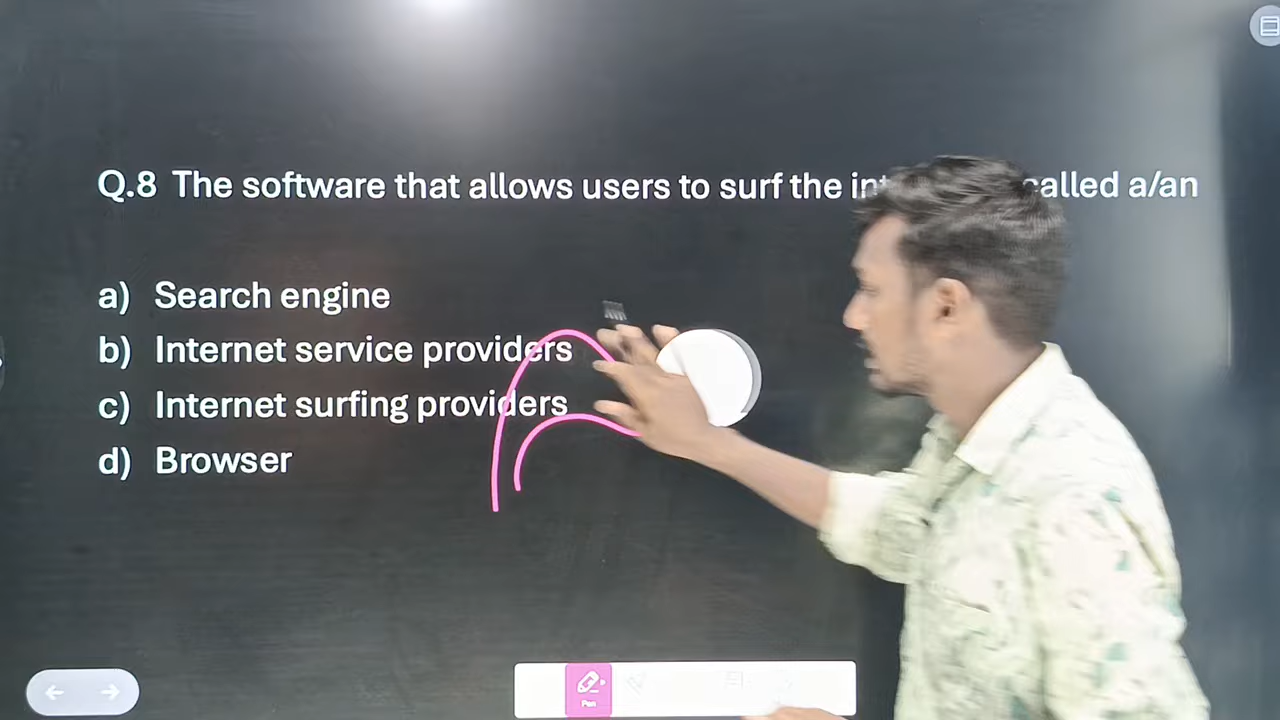 Q.8 The software that allows users to surf the called a/an
a) Search engine
b) Internet service providers
c) Internet surfing providers
d) Browser
Pen